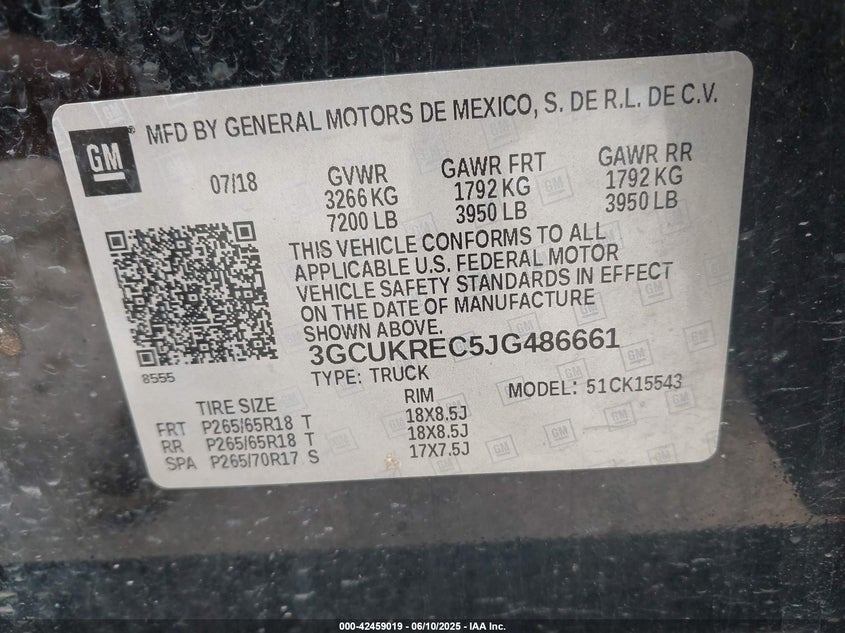 MFD BY GENERAL MOTORS DE MEXICO, S. DE R.L. DE C.V.
GM
07/18
GVWR
3266 KG
7200 LB
GAWR FRT
1792 KG
3950 LB
GAWR RR
1792 KG
3950 LB
THIS VEHICLE CONFORMS TO ALL
APPLICABLE U.S. FEDERAL MOTOR
VEHICLE SAFETY STANDARDS IN EFFECT
ON THE DATE OF MANUFACTURE
SHOWN ABOVE.
3GCUKREC5JG486661
8555
TYPE: TRUCK
MODEL: 51CK15543
TIRE SIZE RIM
FRT P265/65R18 T 18X8.5J
RR P265/65R18 T 18X8.5J
SPA P265/70R17 S 17X7.5J
000-42459019 - 06/10/2025 - IAA Inc.